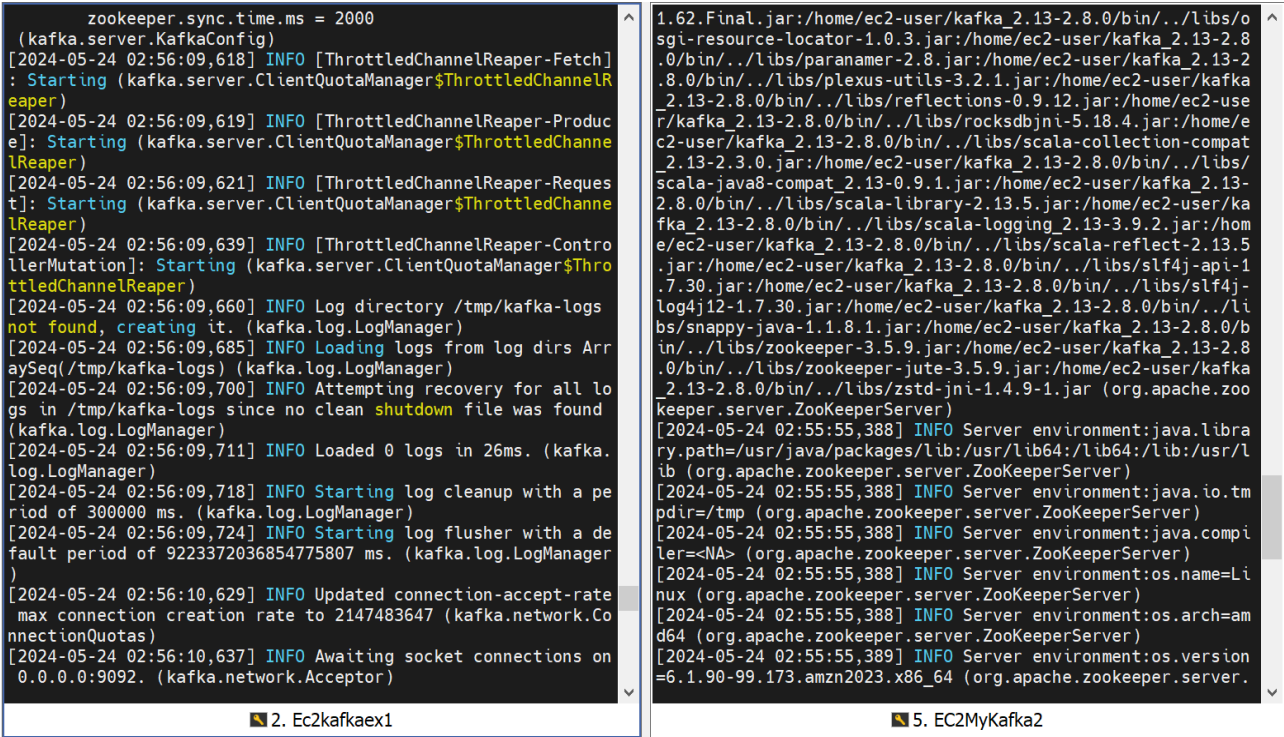 zookeeper.sync.time.ms = 2000
(kafka.server.KafkaConfig)
[2024-05-24 02:56:09,618] INFO [ThrottledChannelReaper-Fetch]
: Starting (kafka.server.ClientQuotaManager$ThrottledChannelR
eaper)
[2024-05-24 02:56:09,619] INFO [ThrottledChannelReaper-Produc
e]: Starting (kafka.server.ClientQuotaManager$ThrottledChanne
lReaper)
[2024-05-24 02:56:09,621] INFO [ThrottledChannelReaper-Reques
t]: Starting (kafka.server.ClientQuotaManager$ThrottledChanne
lReaper)
[2024-05-24 02:56:09,639] INFO [ThrottledChannelReaper-Contro
llerMutation]: Starting (kafka.server.ClientQuotaManager$Thro
ttledChannelReaper)
[2024-05-24 02:56:09,660] INFO Log directory /tmp/kafka-logs
not found, creating it. (kafka.log.LogManager)
[2024-05-24 02:56:09,685] INFO Loading logs from log dirs Arr
aySeq(/tmp/kafka-logs) (kafka.log.LogManager)
[2024-05-24 02:56:09,700] INFO Attempting recovery for all lo
gs in /tmp/kafka-logs since no clean shutdown file was found
(kafka.log.LogManager)
[2024-05-24 02:56:09,711] INFO Loaded 0 logs in 26ms. (kafka.
log.LogManager)
[2024-05-24 02:56:09,718] INFO Starting log cleanup with a pe
riod of 300000 ms. (kafka.log.LogManager)
[2024-05-24 02:56:09,724] INFO Starting log flusher with a de
fault period of 9223372036854775807 ms. (kafka.log.LogManager
)
[2024-05-24 02:56:10,629] INFO Updated connection-accept-rate
max connection creation rate to 2147483647 (kafka.network.Co
nnectionQuotas)
[2024-05-24 02:56:10,637] INFO Awaiting socket connections on
0.0.0.0:9092. (kafka.network.Acceptor)
2. Ec2kafkaex1
1.62.Final.jar:/home/ec2-user/kafka_2.13-2.8.0/bin/../libs/o
sgi-resource-locator-1.0.3.jar:/home/ec2-user/kafka_2.13-2.8
.0/bin/../libs/paranamer-2.8.jar:/home/ec2-user/kafka_2.13-2
.8.0/bin/../libs/plexus-utils-3.2.1.jar:/home/ec2-user/kafka
_2.13-2.8.0/bin/../libs/reflections-0.9.12.jar:/home/ec2-use
r/kafka_2.13-2.8.0/bin/../libs/rocksdbjni-5.18.4.jar:/home/e
c2-user/kafka_2.13-2.8.0/bin/../libs/scala-collection-compat
_2.13-2.3.0.jar:/home/ec2-user/kafka_2.13-2.8.0/bin/../libs/
scala-java8-compat_2.13-0.9.1.jar:/home/ec2-user/kafka_2.13-
2.8.0/bin/../libs/scala-library-2.13.5.jar:/home/ec2-user/ka
fka_2.13-2.8.0/bin/../libs/scala-logging_2.13-3.9.2.jar:/hom
e/ec2-user/kafka_2.13-2.8.0/bin/../libs/scala-reflect-2.13.5
.jar:/home/ec2-user/kafka_2.13-2.8.0/bin/../libs/slf4j-api-1
.7.30.jar:/home/ec2-user/kafka_2.13-2.8.0/bin/../libs/slf4j-
log4j12-1.7.30.jar:/home/ec2-user/kafka_2.13-2.8.0/bin/../li
bs/snappy-java-1.1.8.1.jar:/home/ec2-user/kafka_2.13-2.8.0/b
in/../libs/zookeeper-3.5.9.jar:/home/ec2-user/kafka_2.13-2.8
.0/bin/../libs/zookeeper-jute-3.5.9.jar:/home/ec2-user/kafka
_2.13-2.8.0/bin/../libs/zstd-jni-1.4.9-1.jar (org.apache.zoo
keeper.server.ZooKeeperServer)
[2024-05-24 02:55:55,388] INFO Server environment:java.libra
ry.path=/usr/java/packages/lib:/usr/lib64:/lib64:/lib:/usr/l
ib (org.apache.zookeeper.server.ZooKeeperServer)
[2024-05-24 02:55:55,388] INFO Server environment:java.io.tm
pdir=/tmp (org.apache.zookeeper.server.ZooKeeperServer)
[2024-05-24 02:55:55,388] INFO Server environment:java.compi
ler=<NA> (org.apache.zookeeper.server.ZooKeeperServer)
[2024-05-24 02:55:55,388] INFO Server environment:os.name=Li
nux (org.apache.zookeeper.server.ZooKeeperServer)
[2024-05-24 02:55:55,388] INFO Server environment:os.arch=am
d64 (org.apache.zookeeper.server.ZooKeeperServer)
[2024-05-24 02:55:55,389] INFO Server environment:os.version
=6.1.90-99.173.amzn2023.x86_64 (org.apache.zookeeper.server.
5. EC2MyKafka2